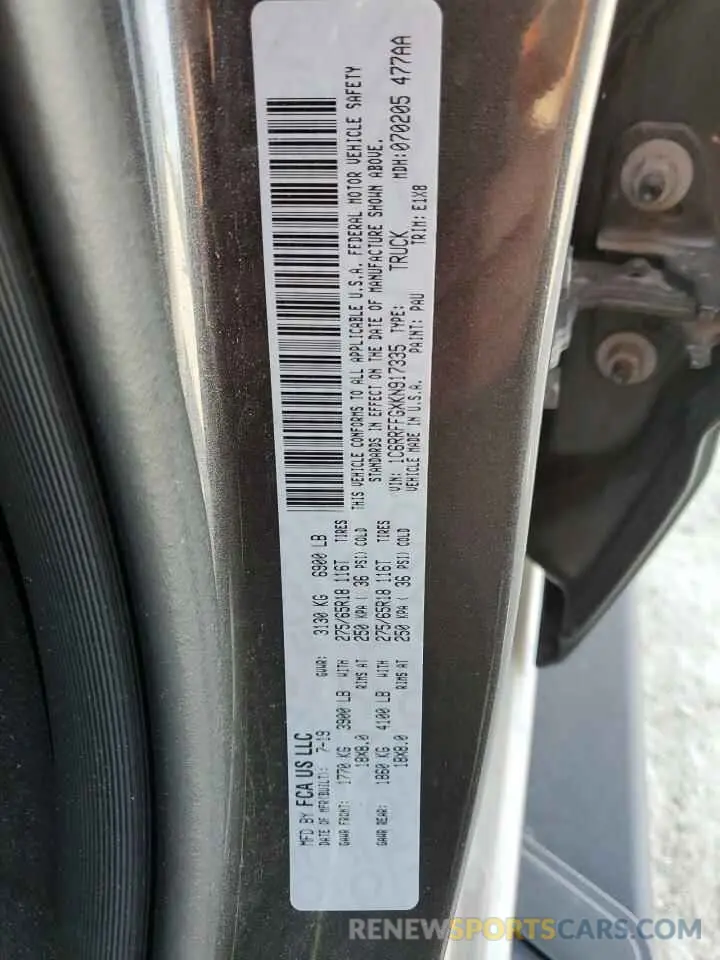 MFD BY FCA US LLC
DATE OF MFR(BUILT): 7-19 GVWR: 3130 KG 6900 LB
GAWR FRONT: 1770 KG 3900 LB WITH 275/65R18 116T TIRES
18X8.0 RIMS AT 250 KPA ( 36 PSI) COLD
GAWR REAR: 1860 KG 4100 LB WITH 275/65R18 116T TIRES
18X8.0 RIMS AT 250 KPA ( 36 PSI) COLD
THIS VEHICLE CONFORMS TO ALL APPLICABLE U.S.A. FEDERAL MOTOR VEHICLE SAFETY
STANDARDS IN EFFECT ON THE DATE OF MANUFACTURE SHOWN ABOVE.
VIN: 1C6RRFFGXKN917335 TYPE: TRUCK MDH:070205 477AA
VEHICLE MADE IN U.S.A. PAINT: PAU TRIM: E1X8
RENEWSPORTSCARS.COM